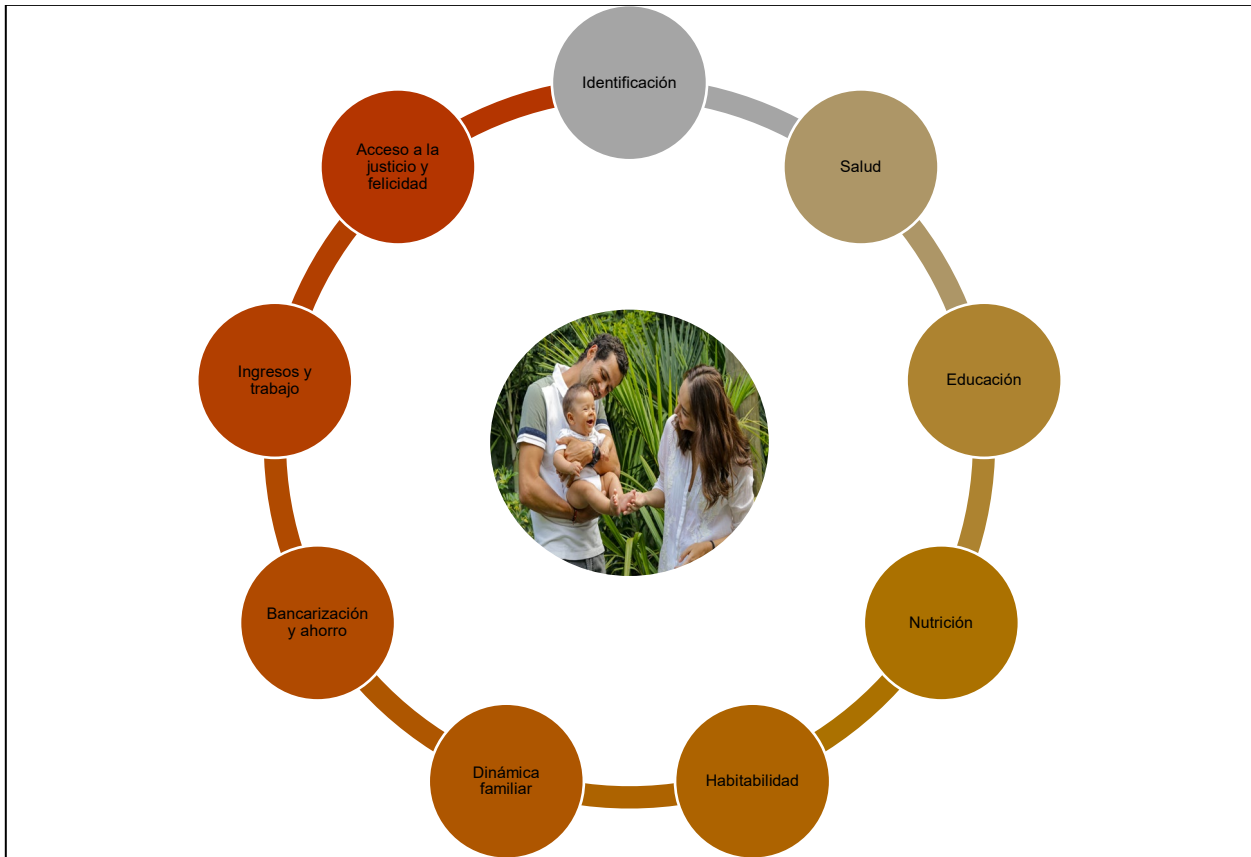 Identificación
Salud
Educación
Nutrición
Habitabilidad
Dinámica
familiar
Bancarización
y ahorro
Ingresos y
trabajo
Acceso a la
justicio y
felicidad